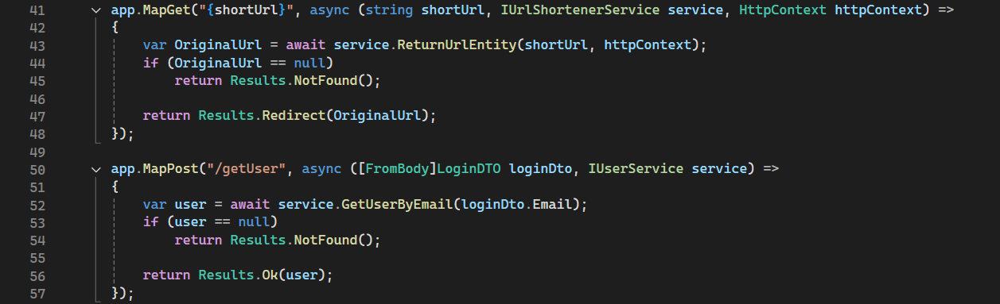 41 app.MapGet("{shortUrl}", async (string shortUrl, IUrlShortenerService service, HttpContext httpContext) =>
42 {
43 var OriginalUrl = await service.ReturnUrlEntity(shortUrl, httpContext);
44 if (OriginalUrl == null)
45 return Results.NotFound();
46
47 return Results.Redirect(OriginalUrl);
48 });
49
50 app.MapPost("/getUser", async ([FromBody]LoginDTO loginDto, IUserService service) =>
51 {
52 var user = await service.GetUserByEmail(loginDto.Email);
53 if (user == null)
54 return Results.NotFound();
55
56 return Results.Ok(user);
57 });